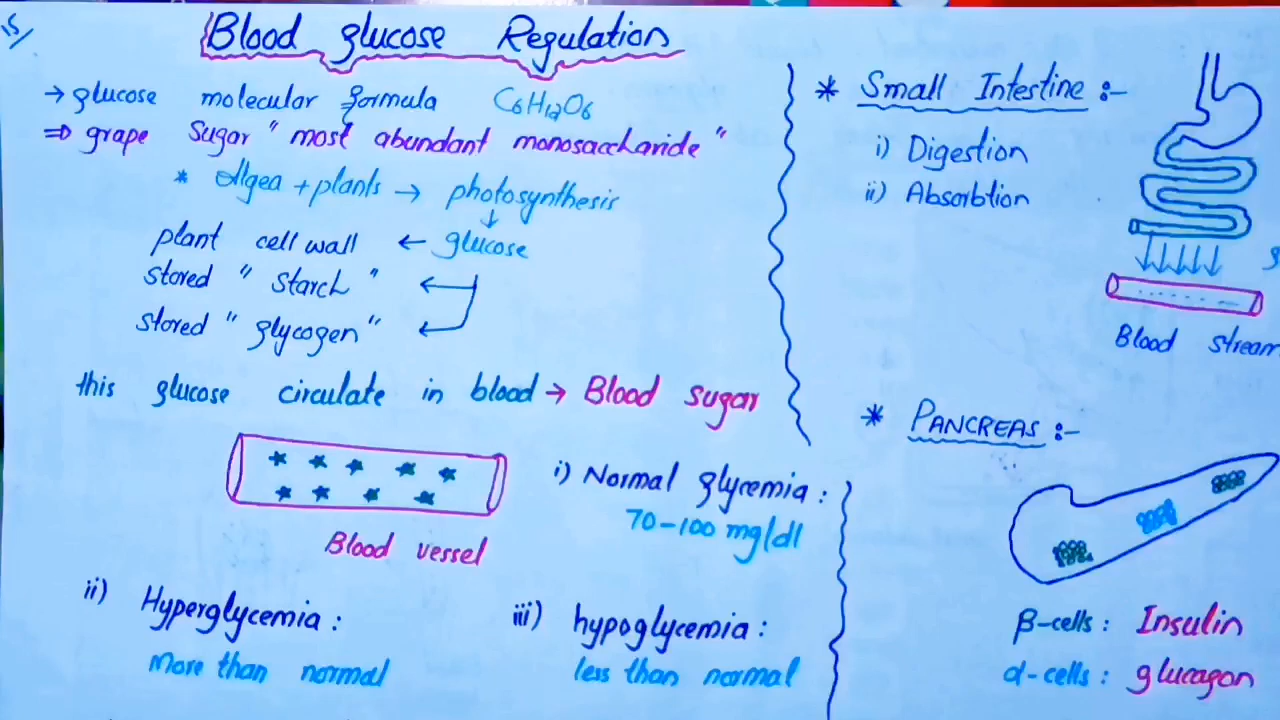 15/
Blood glucose Regulation
→ glucose molecular formula C6H12O6
⇒ grape Sugar "most abundant monosaccharide"
* Algea + plants → photosynthesis
↓
plant cell wall ← glucose
stored "starch" ←
stored "glycogen" ←
this glucose circulate in blood → Blood sugar
Blood vessel
i) Normal glycemia :
70-100 mg/dl
ii) Hyperglycemia :
More than normal
iii) hypoglycemia :
less than normal
* Small Intestine :-
i) Digestion
ii) Absorbtion
Blood stream
* PANCREAS :-
β-cells : Insulin
α-cells : glucagon